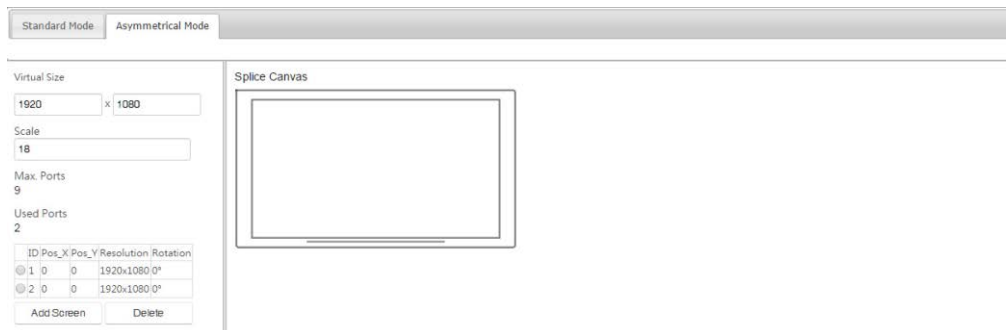 Standard Mode Asymmetrical Mode
Virtual Size
1920 x 1080
Scale
18
Max. Ports
9
Used Ports
2
ID Pos_X Pos_Y Resolution Rotation
1 0 0 1920x1080 0°
2 0 0 1920x1080 0°
Add Screen Delete
Splice Canvas